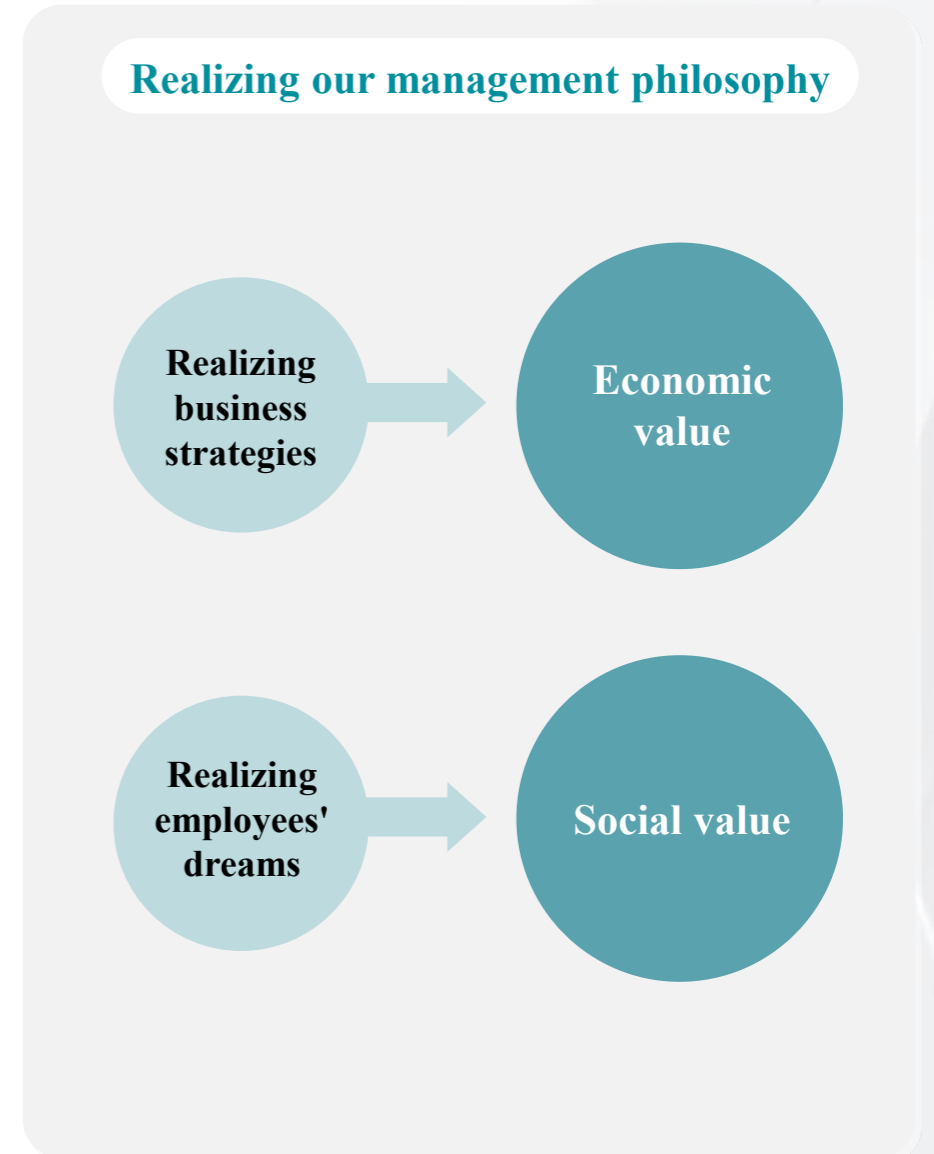 Realizing our management philosophy
Realizing
business
strategies
Economic
value
Realizing
employees'
dreams
Social value